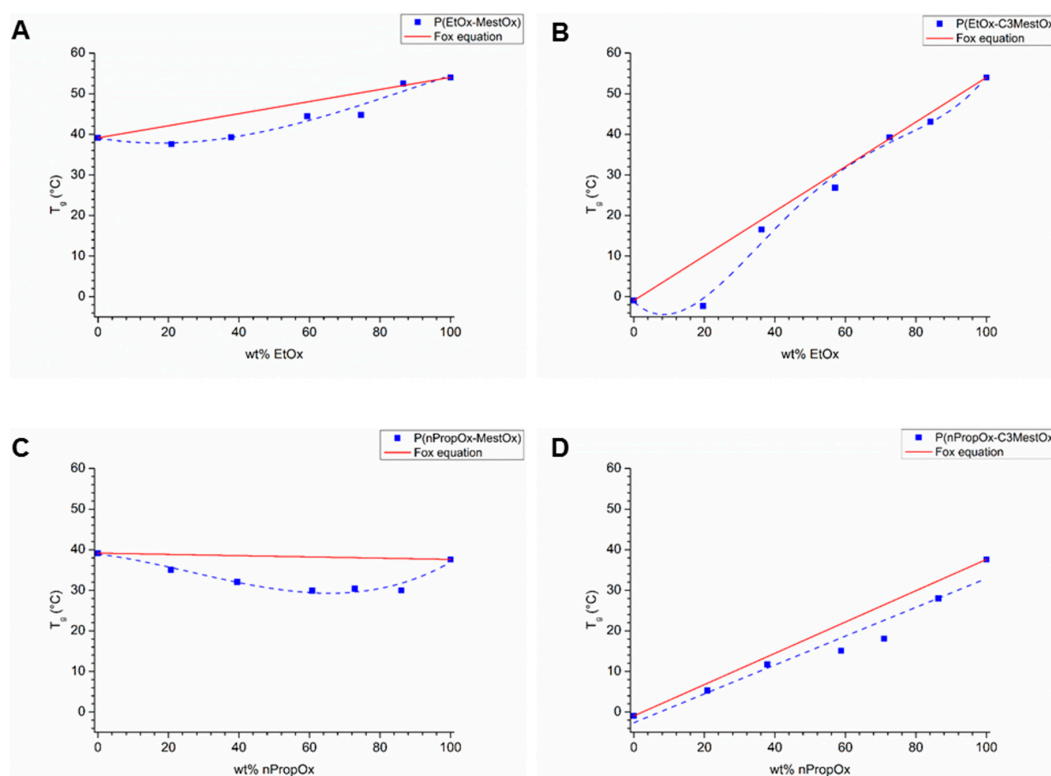 A
P(EtOx-MestOx)
Fox equation
60
50
40
30
20
10
0
Tg (°C)
0 20 40 60 80 100
wt% EtOx
B
P(EtOx-C3MestOx
Fox equation
60
50
40
30
20
10
0
Tg (°C)
0 20 40 60 80 100
wt% EtOx
C
P(nPropOx-MestOx)
Fox equation
60
50
40
30
20
10
0
Tg (°C)
0 20 40 60 80 100
wt% nPropOx
D
P(nPropOx-C3MestOx
Fox equation
60
50
40
30
20
10
0
Tg (°C)
0 20 40 60 80 100
wt% nPropOx